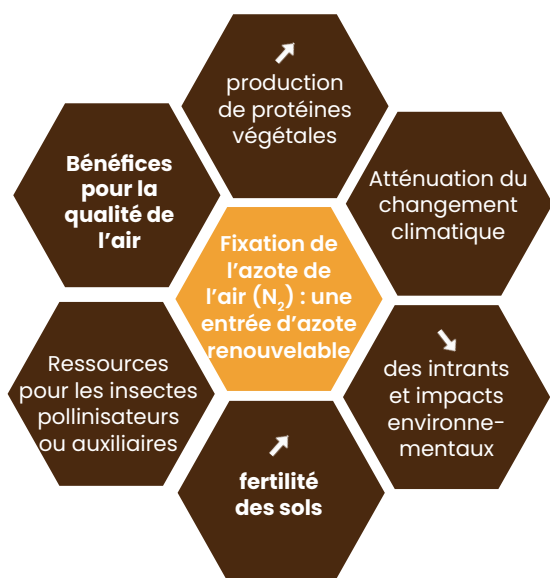 production
de protéines
végétales
Bénéfices
pour la
qualité de
l’air
Atténuation du
changement
climatique
Fixation de
l’azote de
l’air (N₂) : une
entrée d’azote
renouvelable
Ressources
pour les insectes
pollinisateurs
ou auxiliaires
des intrants
et impacts
environne-
mentaux
fertilité
des sols